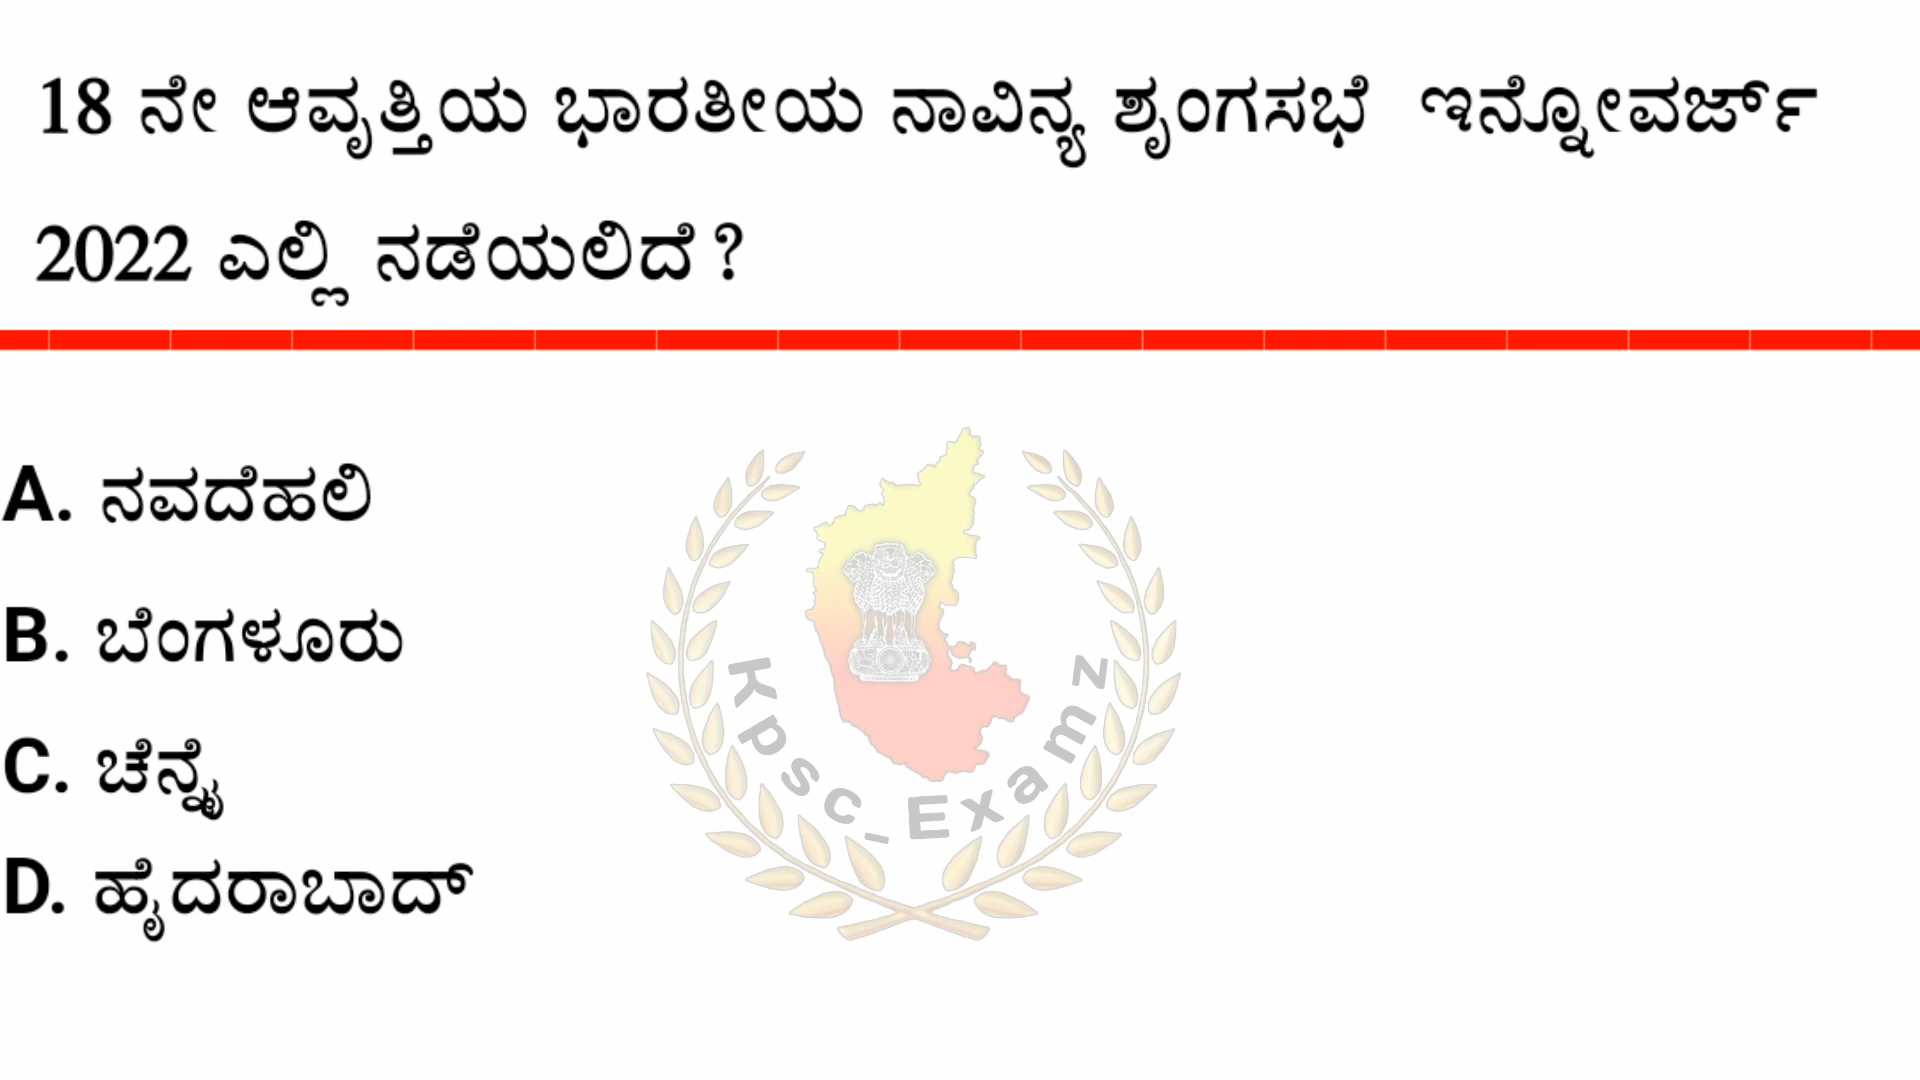 18 ನೇ ಆವೃತ್ತಿಯ ಭಾರತೀಯ ನಾವಿನ್ಯ ಶೃಂಗಸಭೆ ಇನ್ನೋವರ್ಜ್
2022 ಎಲ್ಲಿ ನಡೆಯಲಿದೆ?
A. ನವದೆಹಲಿ
B. ಬೆಂಗಳೂರು
C. ಚೆನ್ನೈ
D. ಹೈದರಾಬಾದ್
Kpsc_Examz